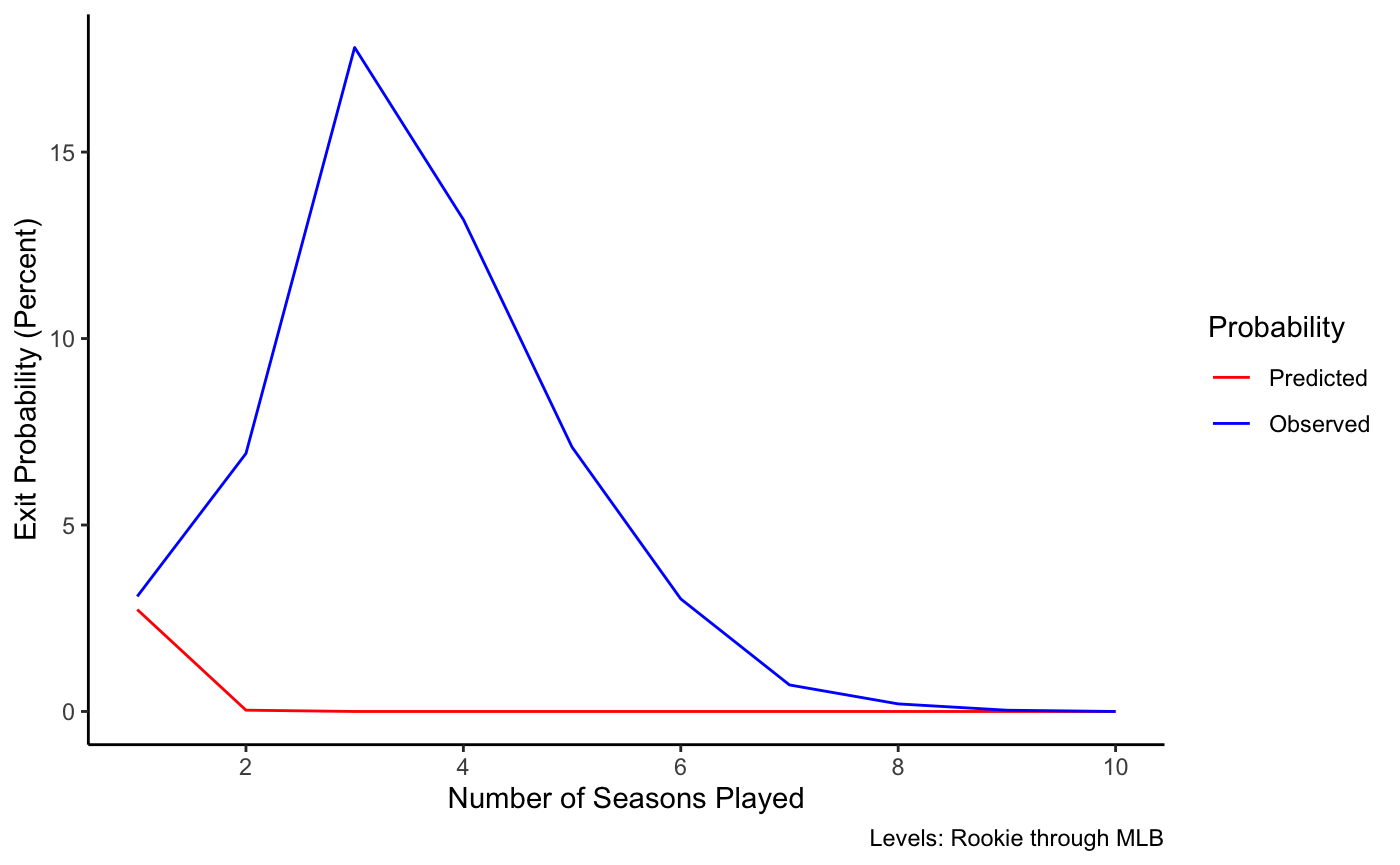 Exit Probability (Percent)
15
10
5
0
2
4
6
8
10
Number of Seasons Played
Levels: Rookie through MLB
Probability
Predicted
Observed